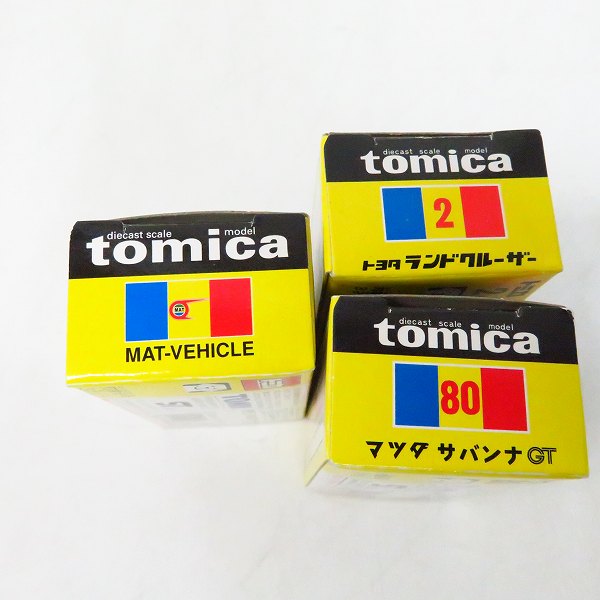 diecast scale model
tomica
MAT
MAT-VEHICLE
diecast scale model
tomica
2
トヨタ ランドクルーザー
diecast scale model
tomica
80
マツダ サバンナGT